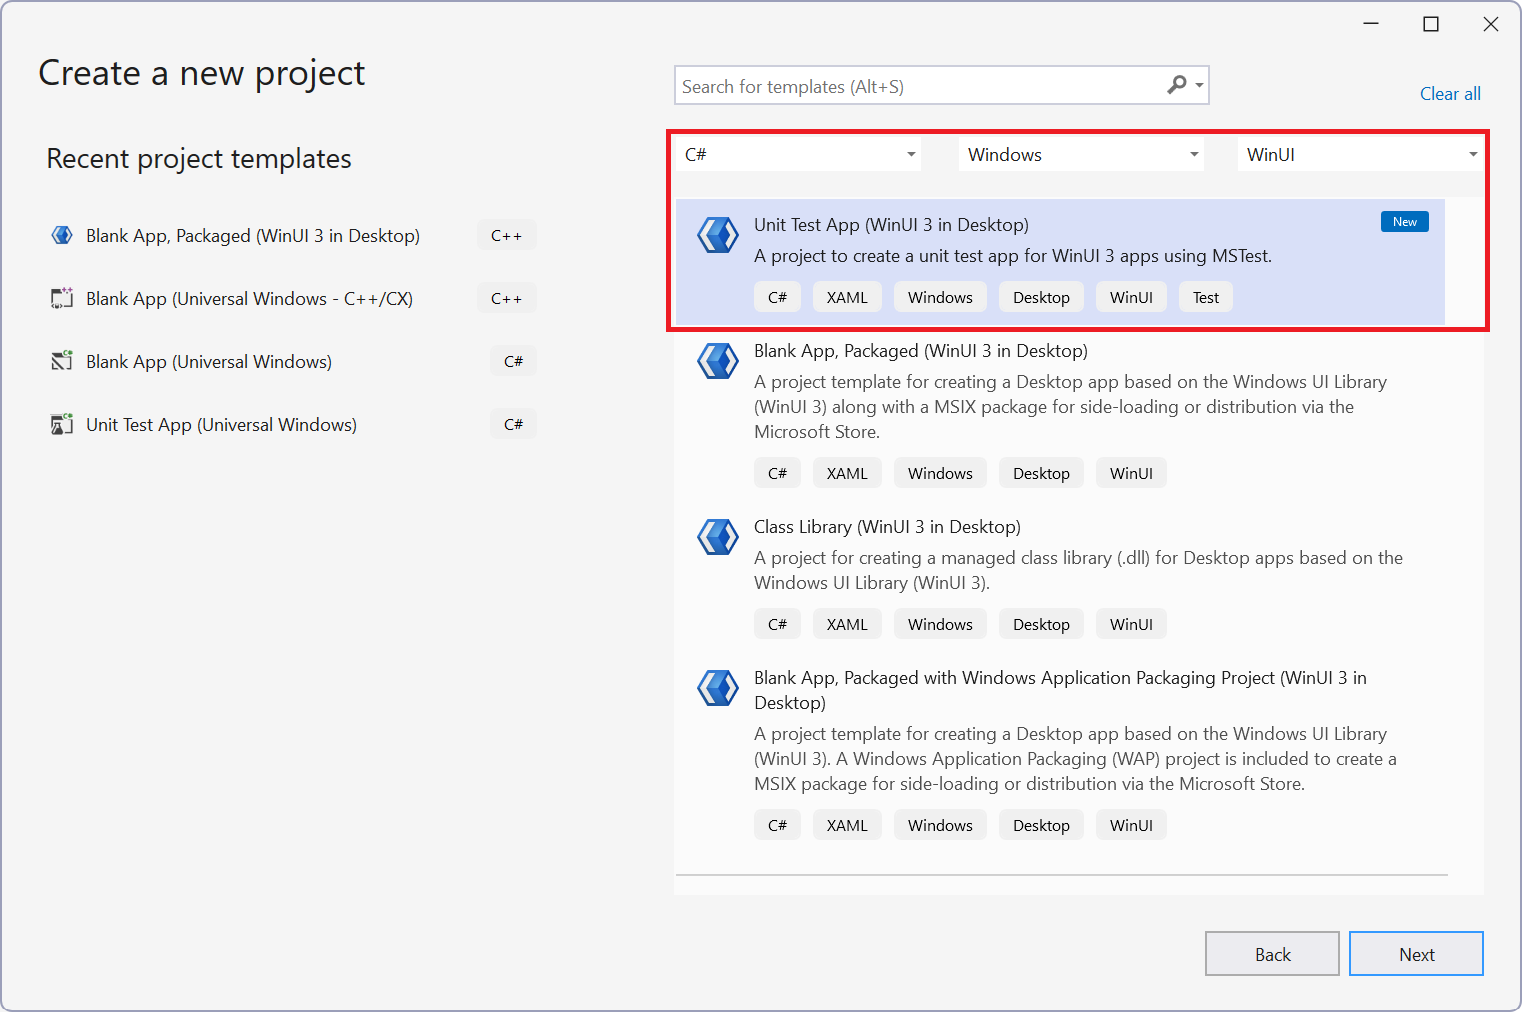 Create a new project
Search for templates (Alt+S)
Clear all
Recent project templates
Blank App, Packaged (WinUI 3 in Desktop) C++
Blank App (Universal Windows - C++/CX) C++
Blank App (Universal Windows) C#
Unit Test App (Universal Windows) C#
C# Windows WinUI
Unit Test App (WinUI 3 in Desktop) New
A project to create a unit test app for WinUI 3 apps using MSTest.
C# XAML Windows Desktop WinUI Test
Blank App, Packaged (WinUI 3 in Desktop)
A project template for creating a Desktop app based on the Windows UI Library
(WinUI 3) along with a MSIX package for side-loading or distribution via the
Microsoft Store.
C# XAML Windows Desktop WinUI
Class Library (WinUI 3 in Desktop)
A project for creating a managed class library (.dll) for Desktop apps based on the
Windows UI Library (WinUI 3).
C# XAML Windows Desktop WinUI
Blank App, Packaged with Windows Application Packaging Project (WinUI 3 in
Desktop)
A project template for creating a Desktop app based on the Windows UI Library
(WinUI 3). A Windows Application Packaging (WAP) project is included to create a
MSIX package for side-loading or distribution via the Microsoft Store.
C# XAML Windows Desktop WinUI
Back Next